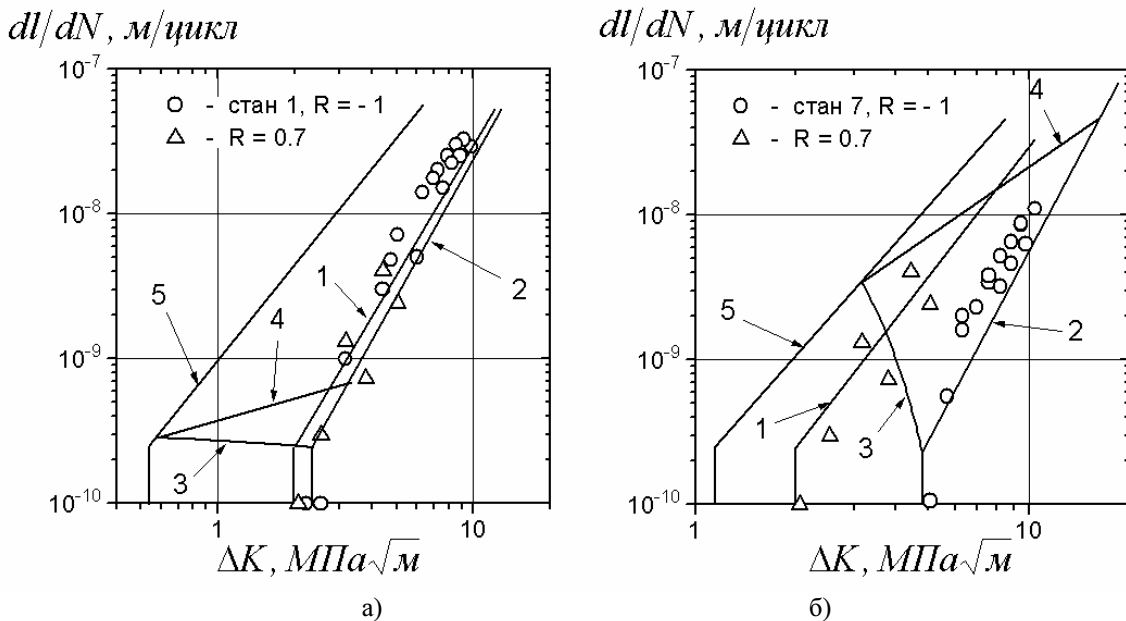 dl/dN, м/цикл
10⁻⁷
○ - стан 1, R = - 1
△ - R = 0.7
10⁻⁸
1
2
5
4
10⁻⁹
3
10⁻¹⁰
1
10
ΔK, МПа√м
а)
dl/dN, м/цикл
10⁻⁷
○ - стан 7, R = - 1
△ - R = 0.7
4
10⁻⁸
5
2
10⁻⁹
1
3
10⁻¹⁰
1
10
ΔK, МПа√м
б)